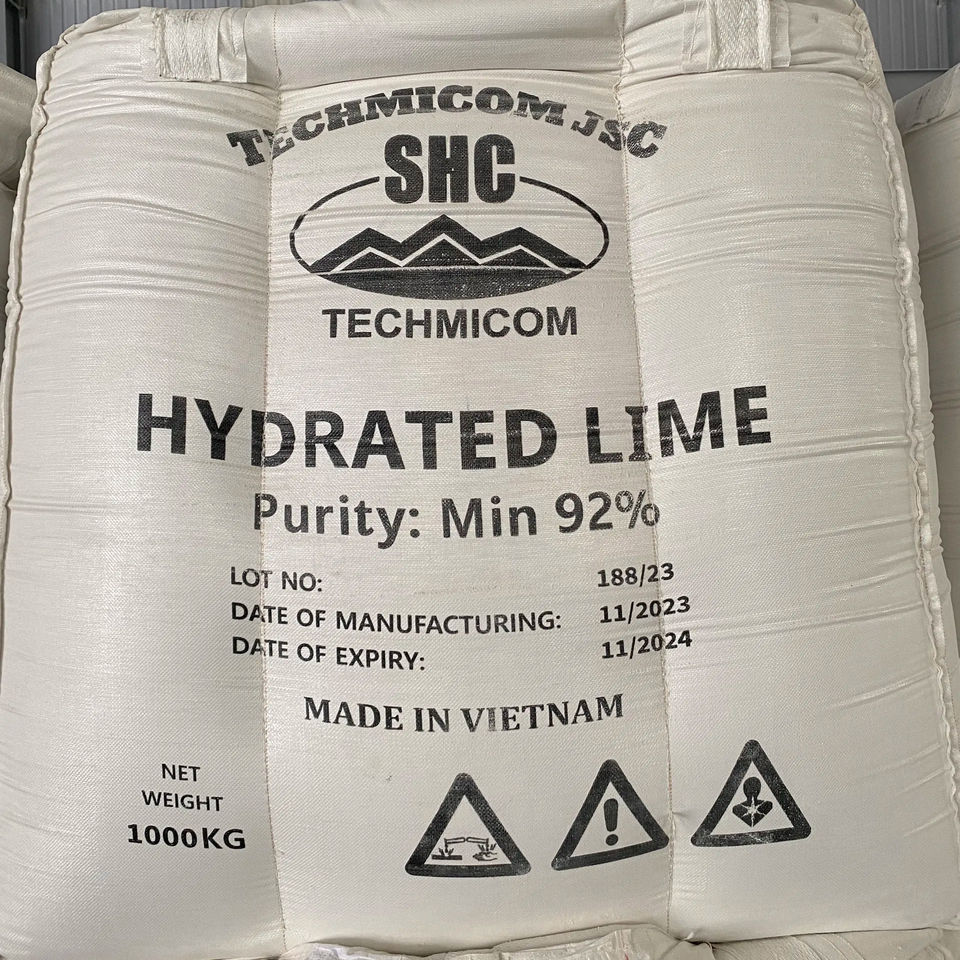 TECHMICOM JSC
SHC
TECHMICOM
HYDRATED LIME
Purity: Min 92%
LOT NO: 188/23
DATE OF MANUFACTURING: 11/2023
DATE OF EXPIRY: 11/2024
MADE IN VIETNAM
NET
WEIGHT
1000KG